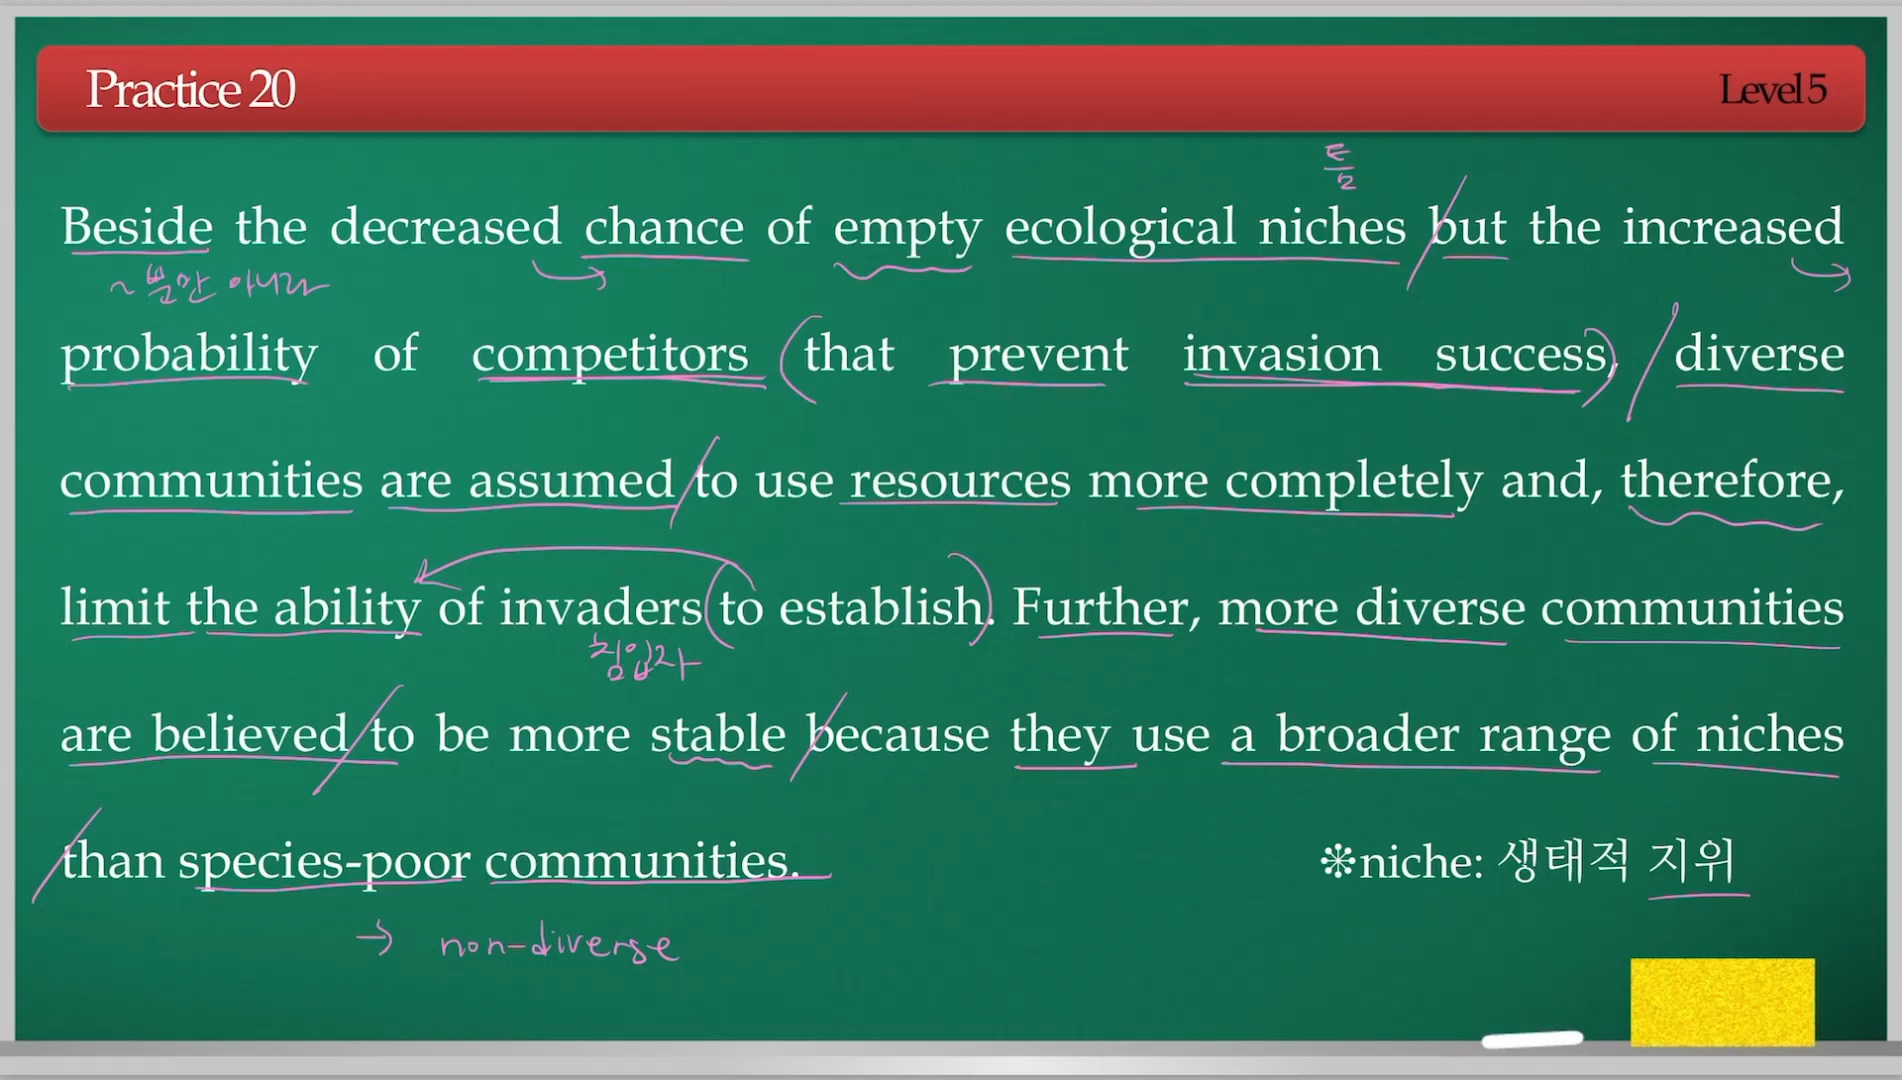 Practice 20
Level 5
틈
Beside the decreased chance of empty ecological niches but the increased
~뿐만 아니라
probability of competitors (that prevent invasion success), diverse
communities are assumed to use resources more completely and, therefore,
limit the ability of invaders (to establish). Further, more diverse communities
침입자
are believed to be more stable because they use a broader range of niches
than species-poor communities.
❊niche: 생태적 지위
→ non-diverse